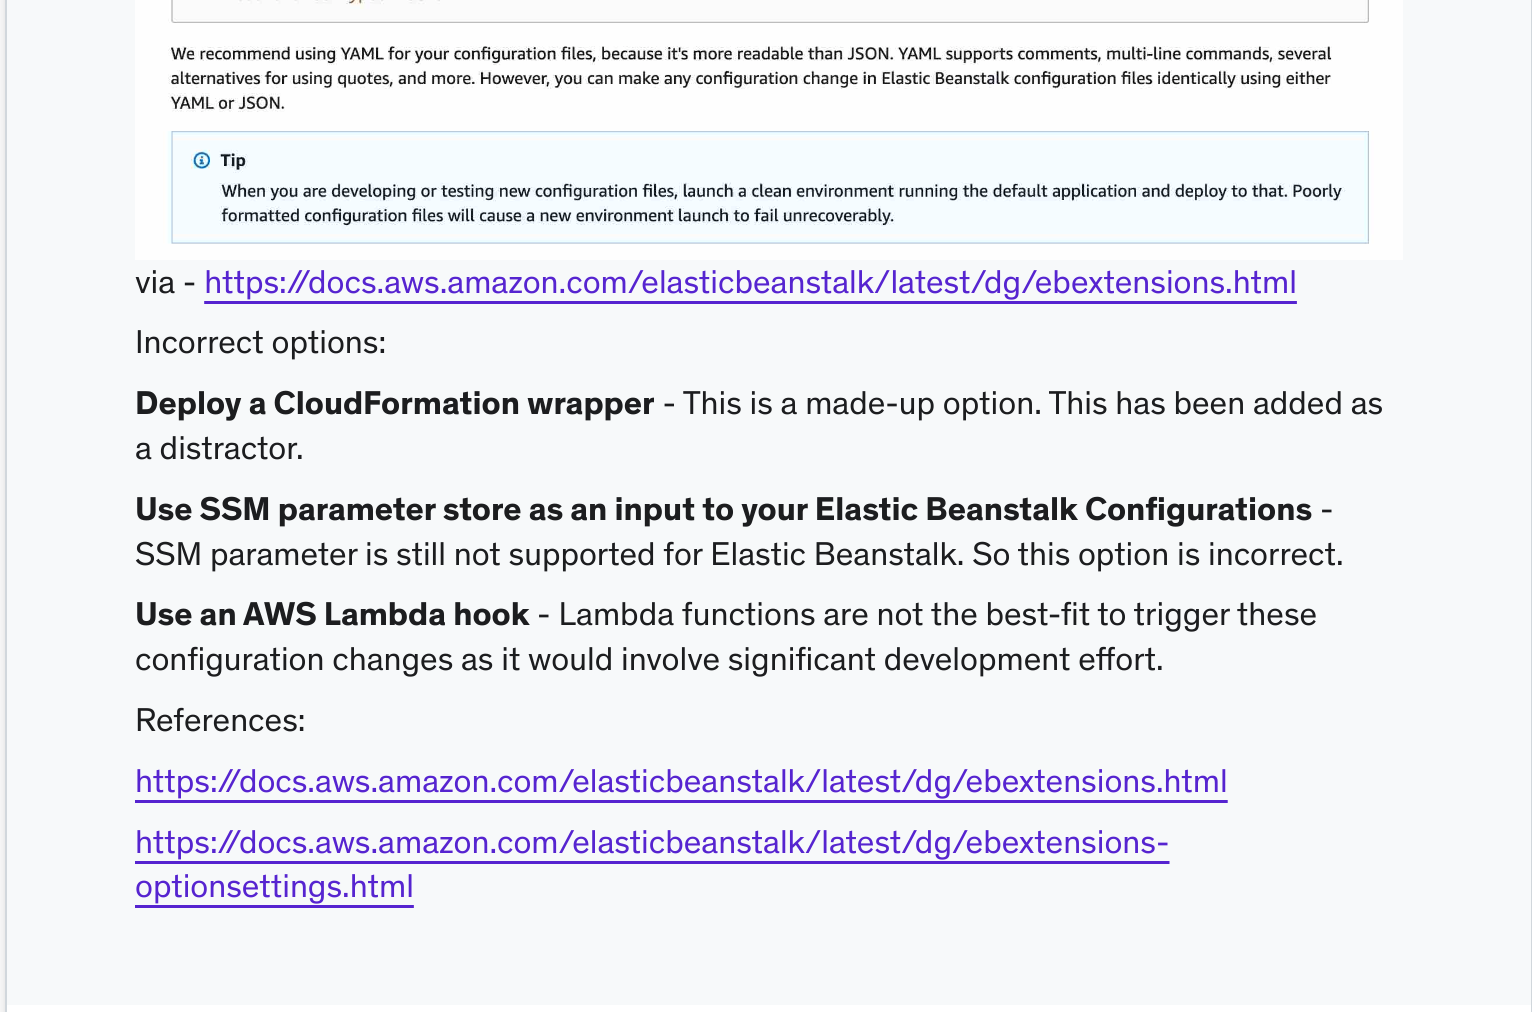 We recommend using YAML for your configuration files, because it's more readable than JSON. YAML supports comments, multi-line commands, several
alternatives for using quotes, and more. However, you can make any configuration change in Elastic Beanstalk configuration files identically using either
YAML or JSON.
Tip
When you are developing or testing new configuration files, launch a clean environment running the default application and deploy to that. Poorly
formatted configuration files will cause a new environment launch to fail unrecoverably.
via - https://docs.aws.amazon.com/elasticbeanstalk/latest/dg/ebextensions.html
Incorrect options:
Deploy a CloudFormation wrapper - This is a made-up option. This has been added as
a distractor.
Use SSM parameter store as an input to your Elastic Beanstalk Configurations -
SSM parameter is still not supported for Elastic Beanstalk. So this option is incorrect.
Use an AWS Lambda hook - Lambda functions are not the best-fit to trigger these
configuration changes as it would involve significant development effort.
References:
https://docs.aws.amazon.com/elasticbeanstalk/latest/dg/ebextensions.html
https://docs.aws.amazon.com/elasticbeanstalk/latest/dg/ebextensions-
optionsettings.html